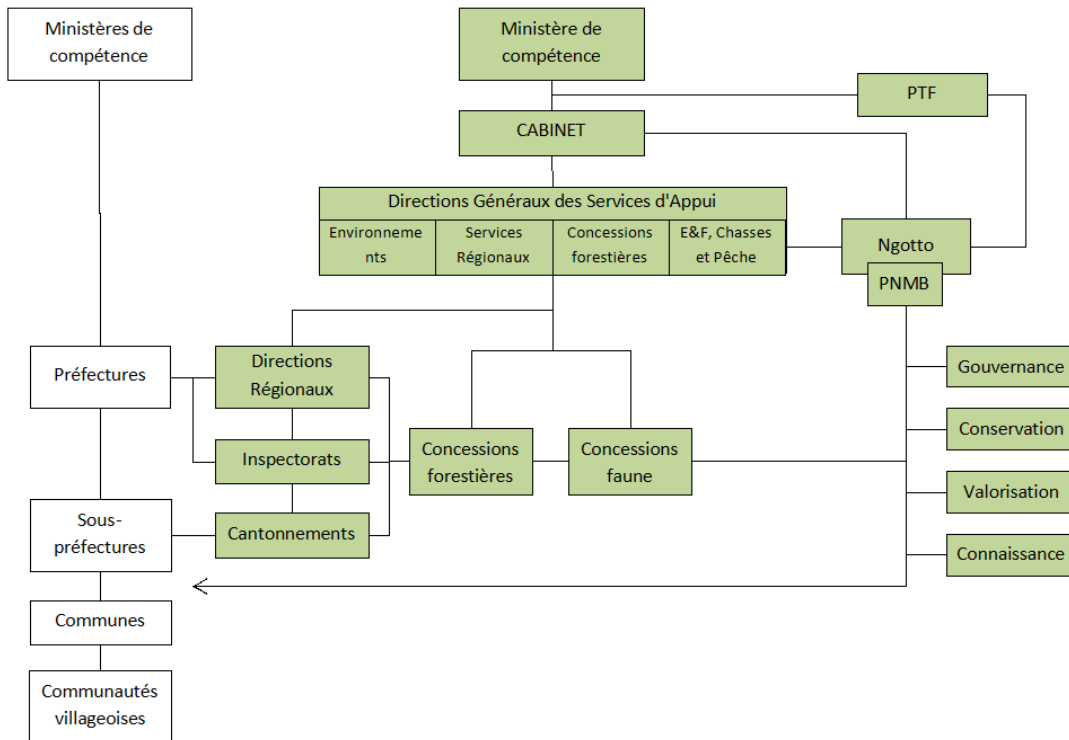 Ministères de
compétence
Ministère de
compétence
PTF
CABINET
Directions Généraux des Services d'Appui
Environneme
nts
Services
Régionaux
Concessions
forestières
E&F, Chasses
et Pêche
Ngotto
PNMB
Préfectures
Directions
Régionaux
Gouvernance
Inspectorats
Concessions
forestières
Concessions
faune
Conservation
Valorisation
Sous-
préfectures
Cantonnements
Connaissance
Communes
Communautés
villageoises